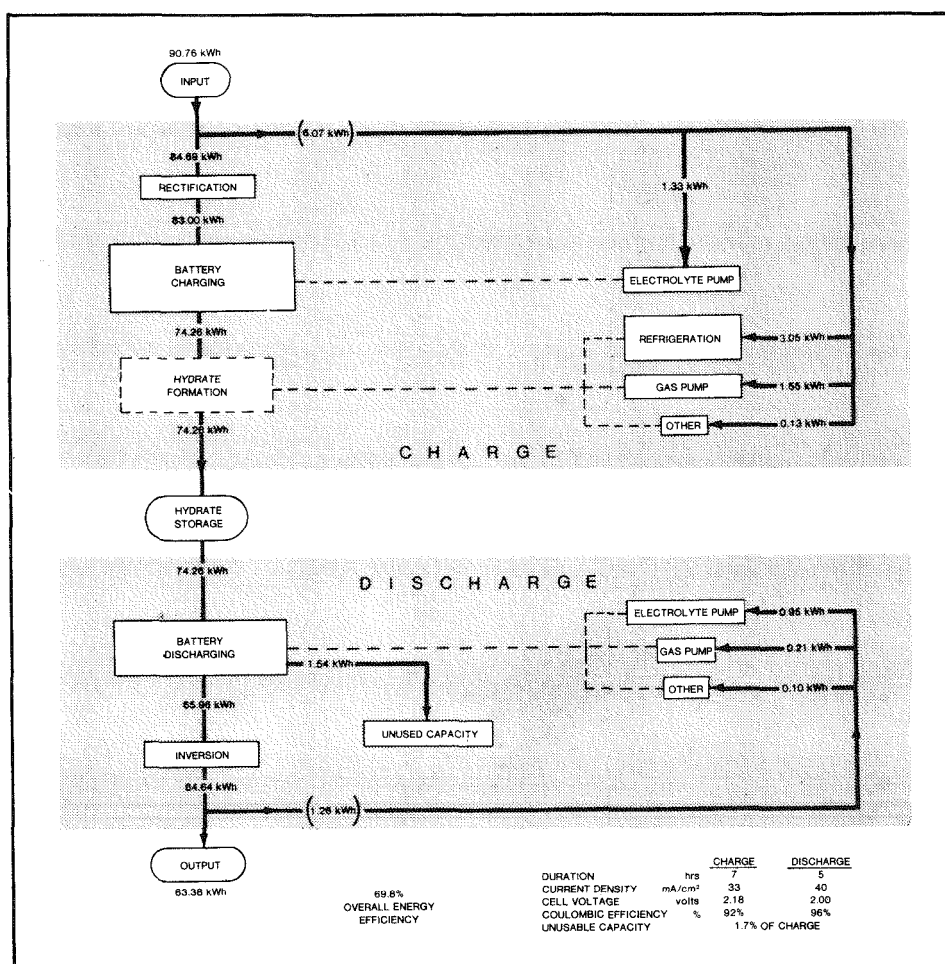 90.76 kWh
INPUT
(6.07 kWh)
84.69 kWh
1.33 kWh
RECTIFICATION
83.00 kWh
BATTERY
CHARGING
ELECTROLYTE PUMP
74.26 kWh
REFRIGERATION
3.05 kWh
HYDRATE
FORMATION
GAS PUMP
1.55 kWh
74.26 kWh
OTHER
0.13 kWh
CHARGE
HYDRATE
STORAGE
74.26 kWh
DISCHARGE
ELECTROLYTE PUMP
0.95 kWh
BATTERY
DISCHARGING
GAS PUMP
0.21 kWh
1.54 kWh
OTHER
0.10 kWh
65.96 kWh
UNUSED CAPACITY
INVERSION
64.64 kWh
(1.26 kWh)
OUTPUT
63.38 kWh
69.8%
OVERALL ENERGY
EFFICIENCY
CHARGE DISCHARGE
DURATION hrs 7 5
CURRENT DENSITY mA/cm² 33 40
CELL VOLTAGE volts 2.18 2.00
COULOMBIC EFFICIENCY % 92% 96%
UNUSABLE CAPACITY 1.7% OF CHARGE